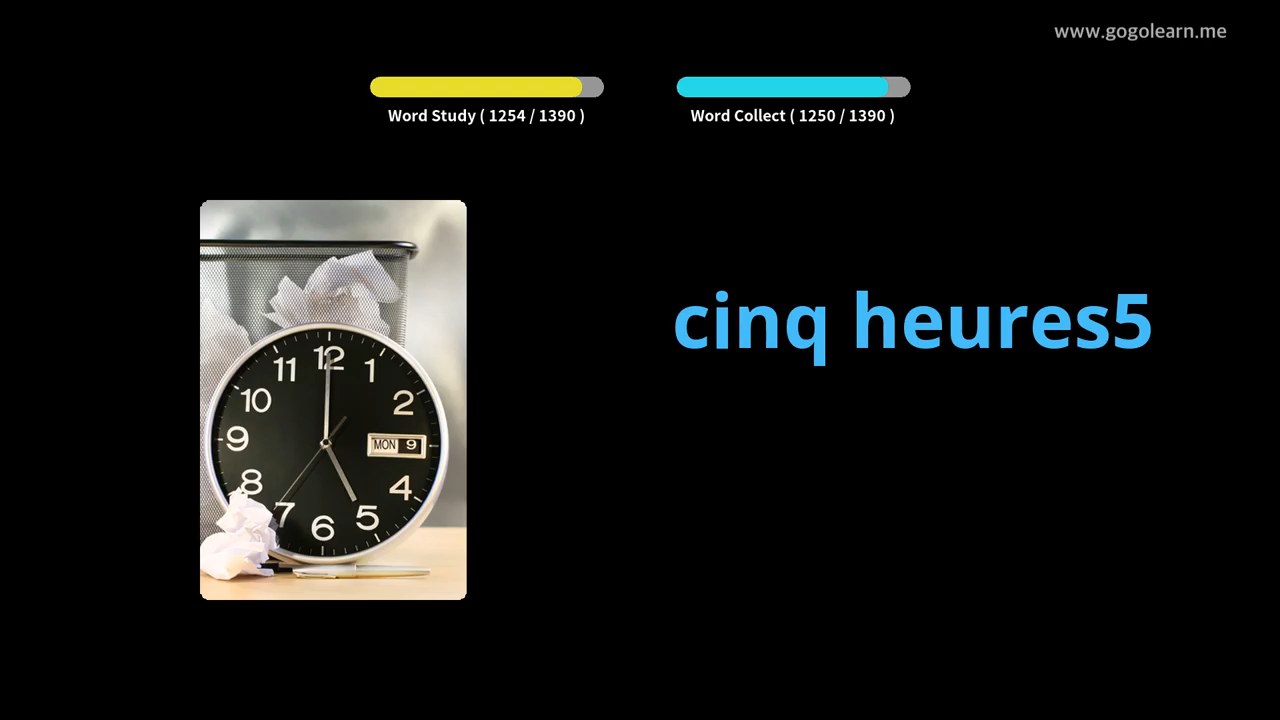 www.gogolearn.me
Word Study ( 1254 / 1390 )
Word Collect ( 1250 / 1390 )
cinq heures5
12
11
1
10
2
9
MON 9
8
4
7
5
6